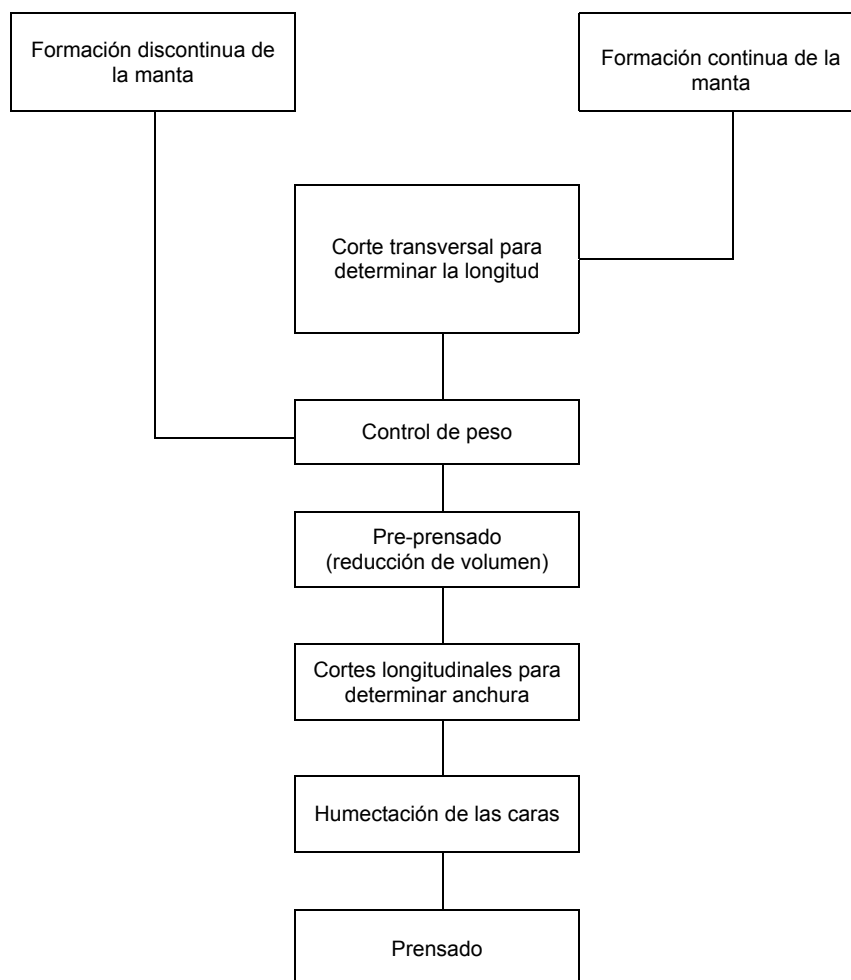 Formación discontinua de
la manta
Formación continua de la
manta
Corte transversal para
determinar la longitud
Control de peso
Pre-prensado
(reducción de volumen)
Cortes longitudinales para
determinar anchura
Humectación de las caras
Prensado